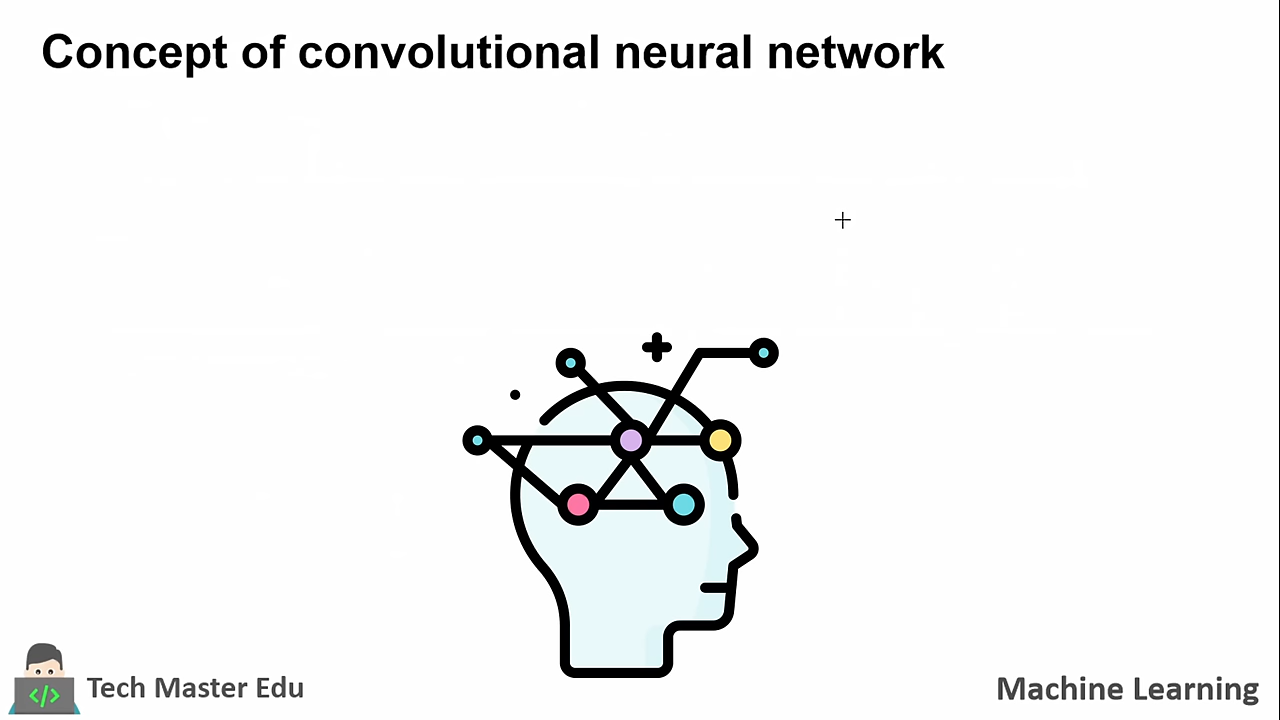 Concept of convolutional neural network
</>
Tech Master Edu
Machine Learning